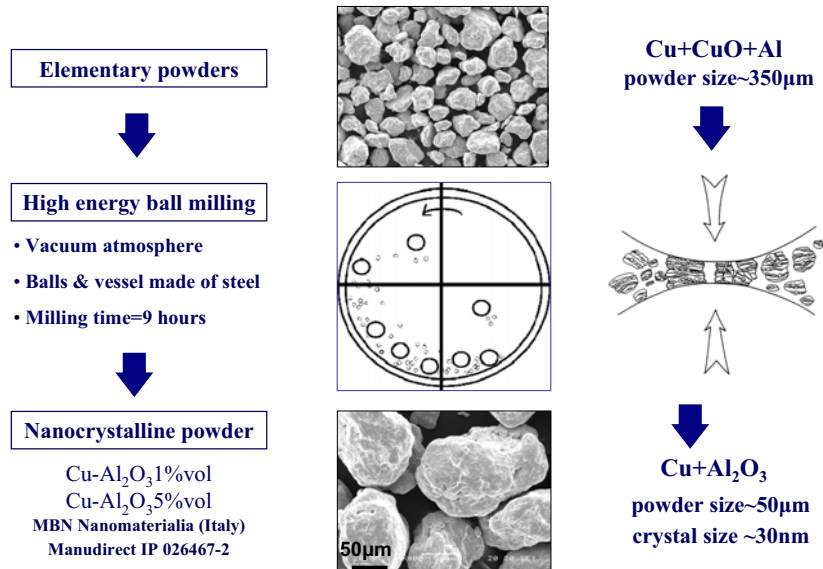 Elementary powders
High energy ball milling
• Vacuum atmosphere
• Balls & vessel made of steel
• Milling time=9 hours
Nanocrystalline powder
Cu-Al₂O₃1%vol
Cu-Al₂O₃5%vol
MBN Nanomaterialia (Italy)
Manudirect IP 026467-2
50µm
Cu+CuO+Al
powder size~350µm
Cu+Al₂O₃
powder size~50µm
crystal size ~30nm